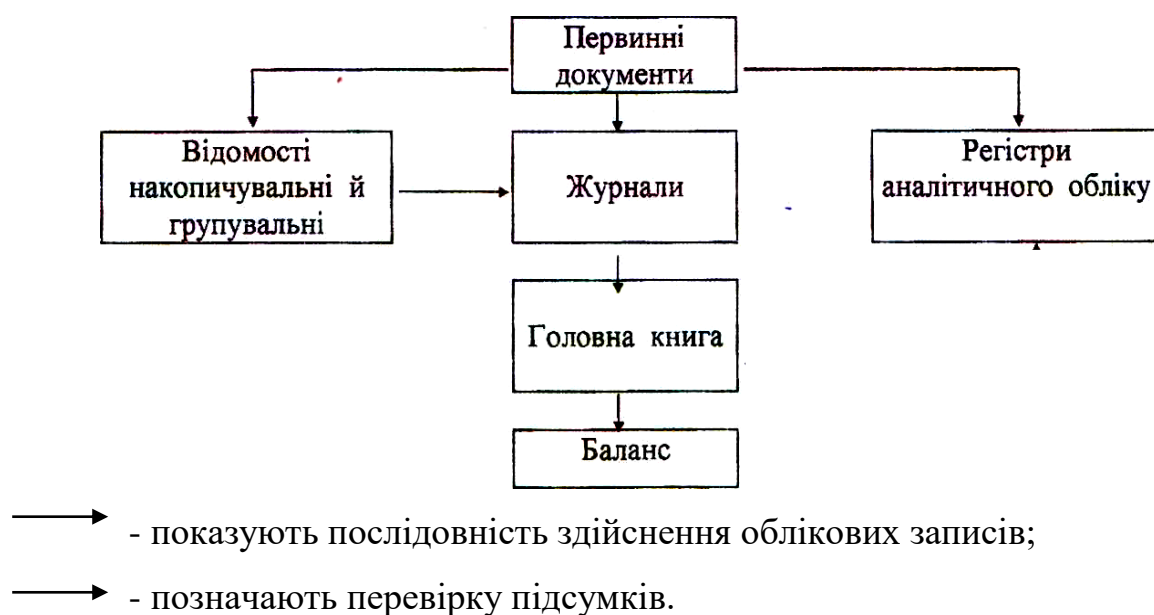 Первинні
документи
Відомості
накопичувальні й
групувальні
Журнали
Регістри
аналітичного обліку
Головна книга
Баланс
- показують послідовність здійснення облікових записів;
- позначають перевірку підсумків.